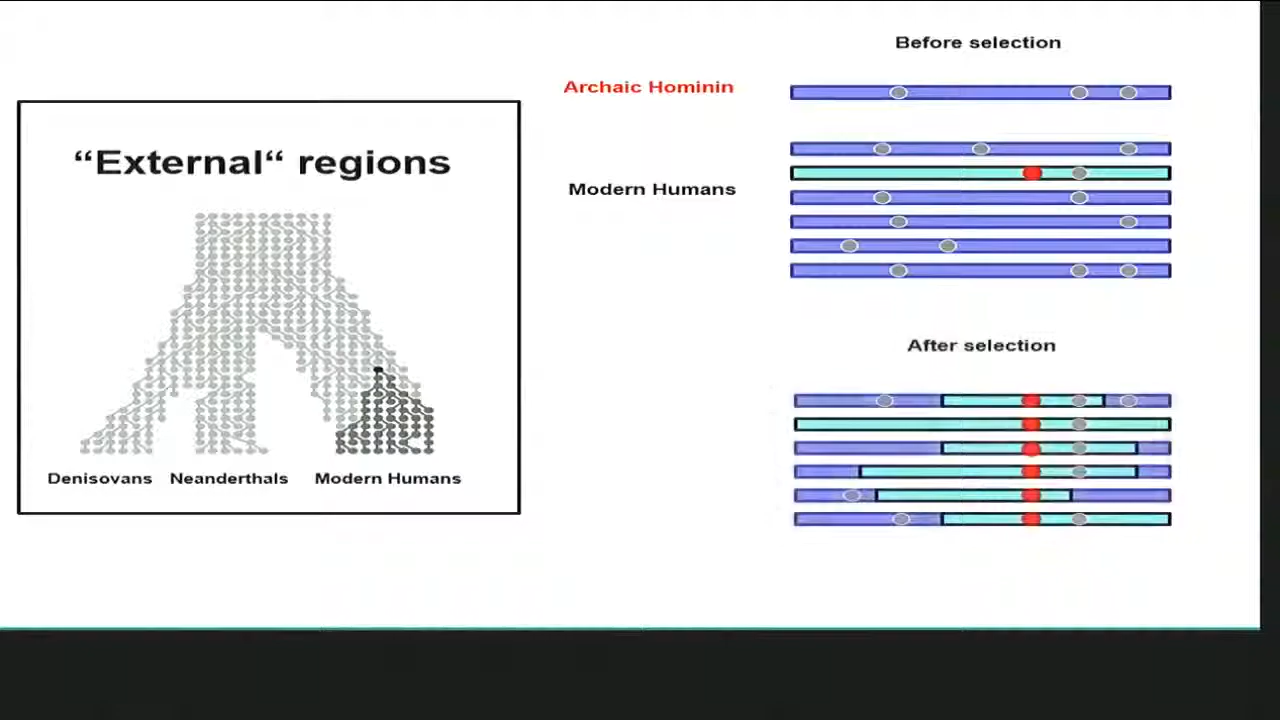 “External“ regions
Denisovans
Neanderthals
Modern Humans
Before selection
Archaic Hominin
Modern Humans
After selection